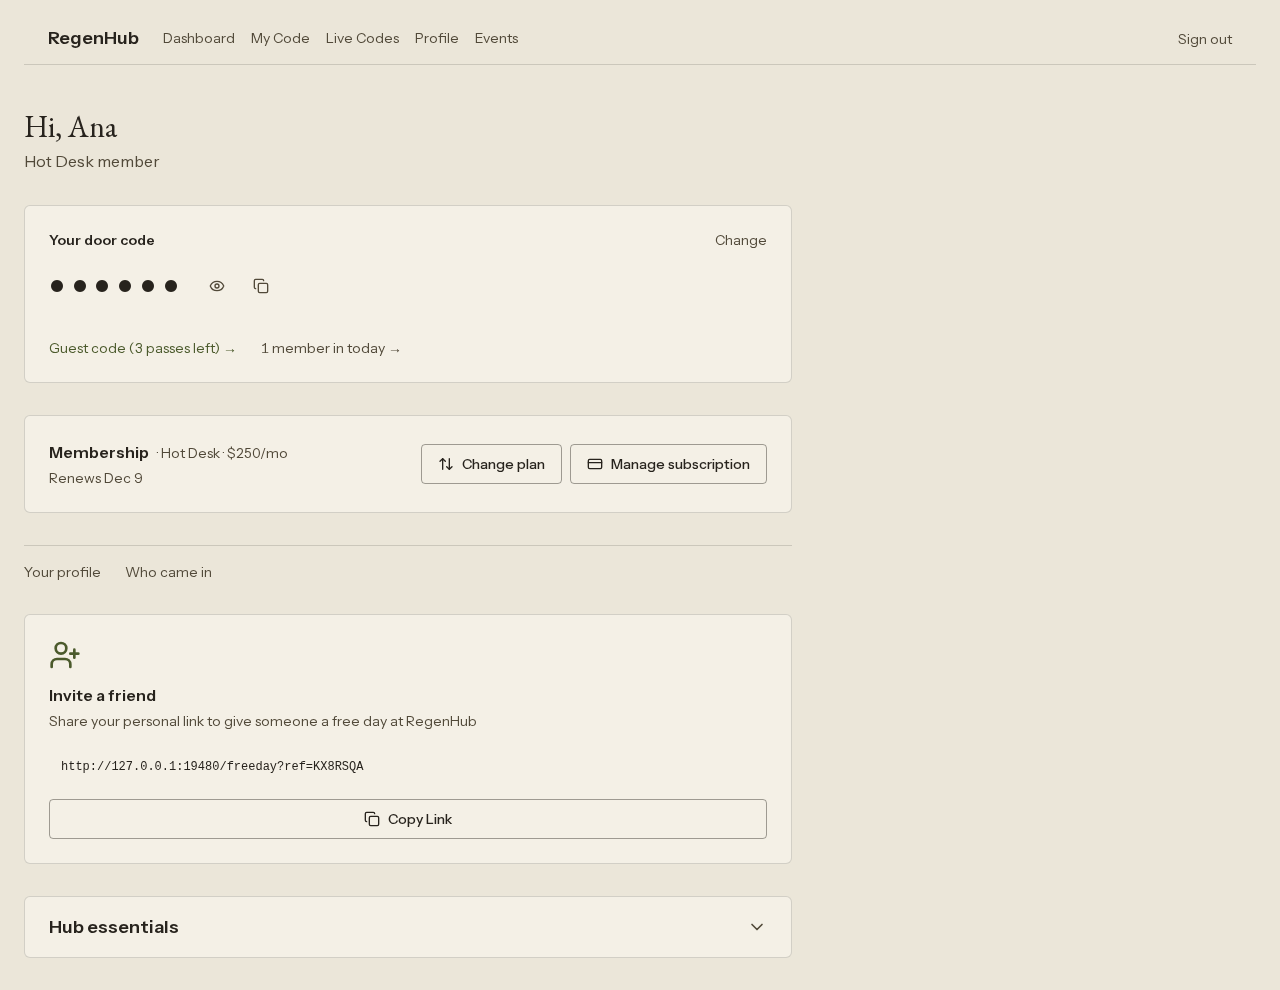 RegenHub Dashboard My Code Live Codes Profile Events Sign out
Hi, Ana
Hot Desk member
Your door code Change
●●●●●●
Guest code (3 passes left) → 1 member in today →
Membership · Hot Desk · $250/mo
Renews Dec 9
Change plan Manage subscription
Your profile Who came in
Invite a friend
Share your personal link to give someone a free day at RegenHub
http://127.0.0.1:19480/freeday?ref=KX8RSQA
Copy Link
Hub essentials